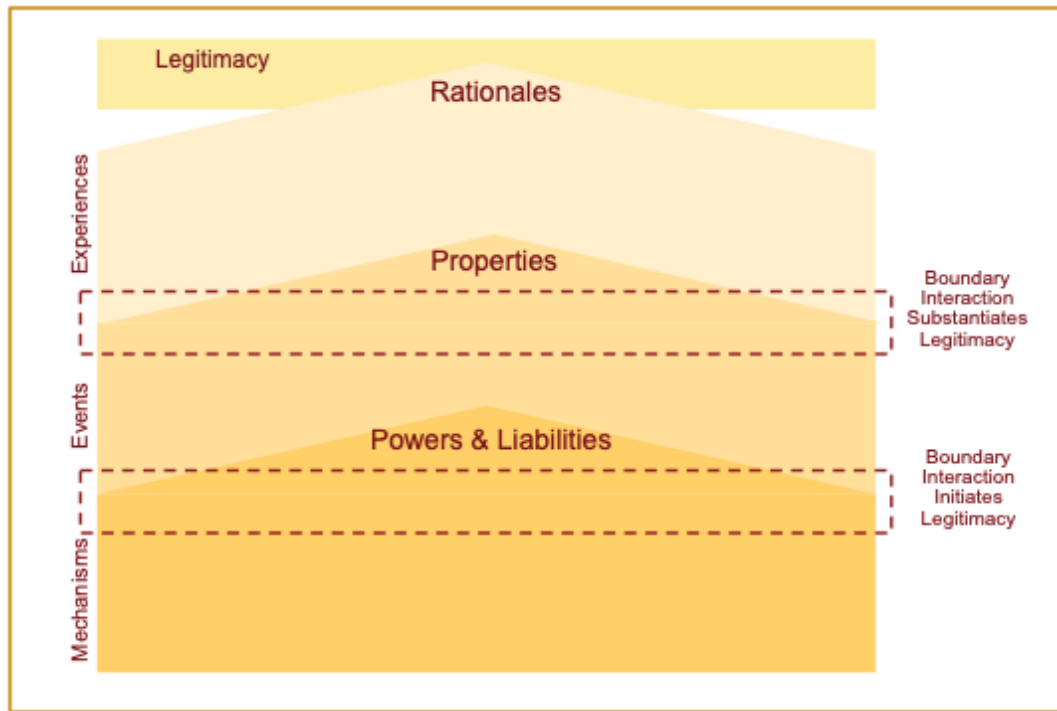 Legitimacy
Rationales
Experiences
Properties
Boundary
Interaction
Substantiates
Legitimacy
Events
Powers & Liabilities
Boundary
Interaction
Initiates
Legitimacy
Mechanisms